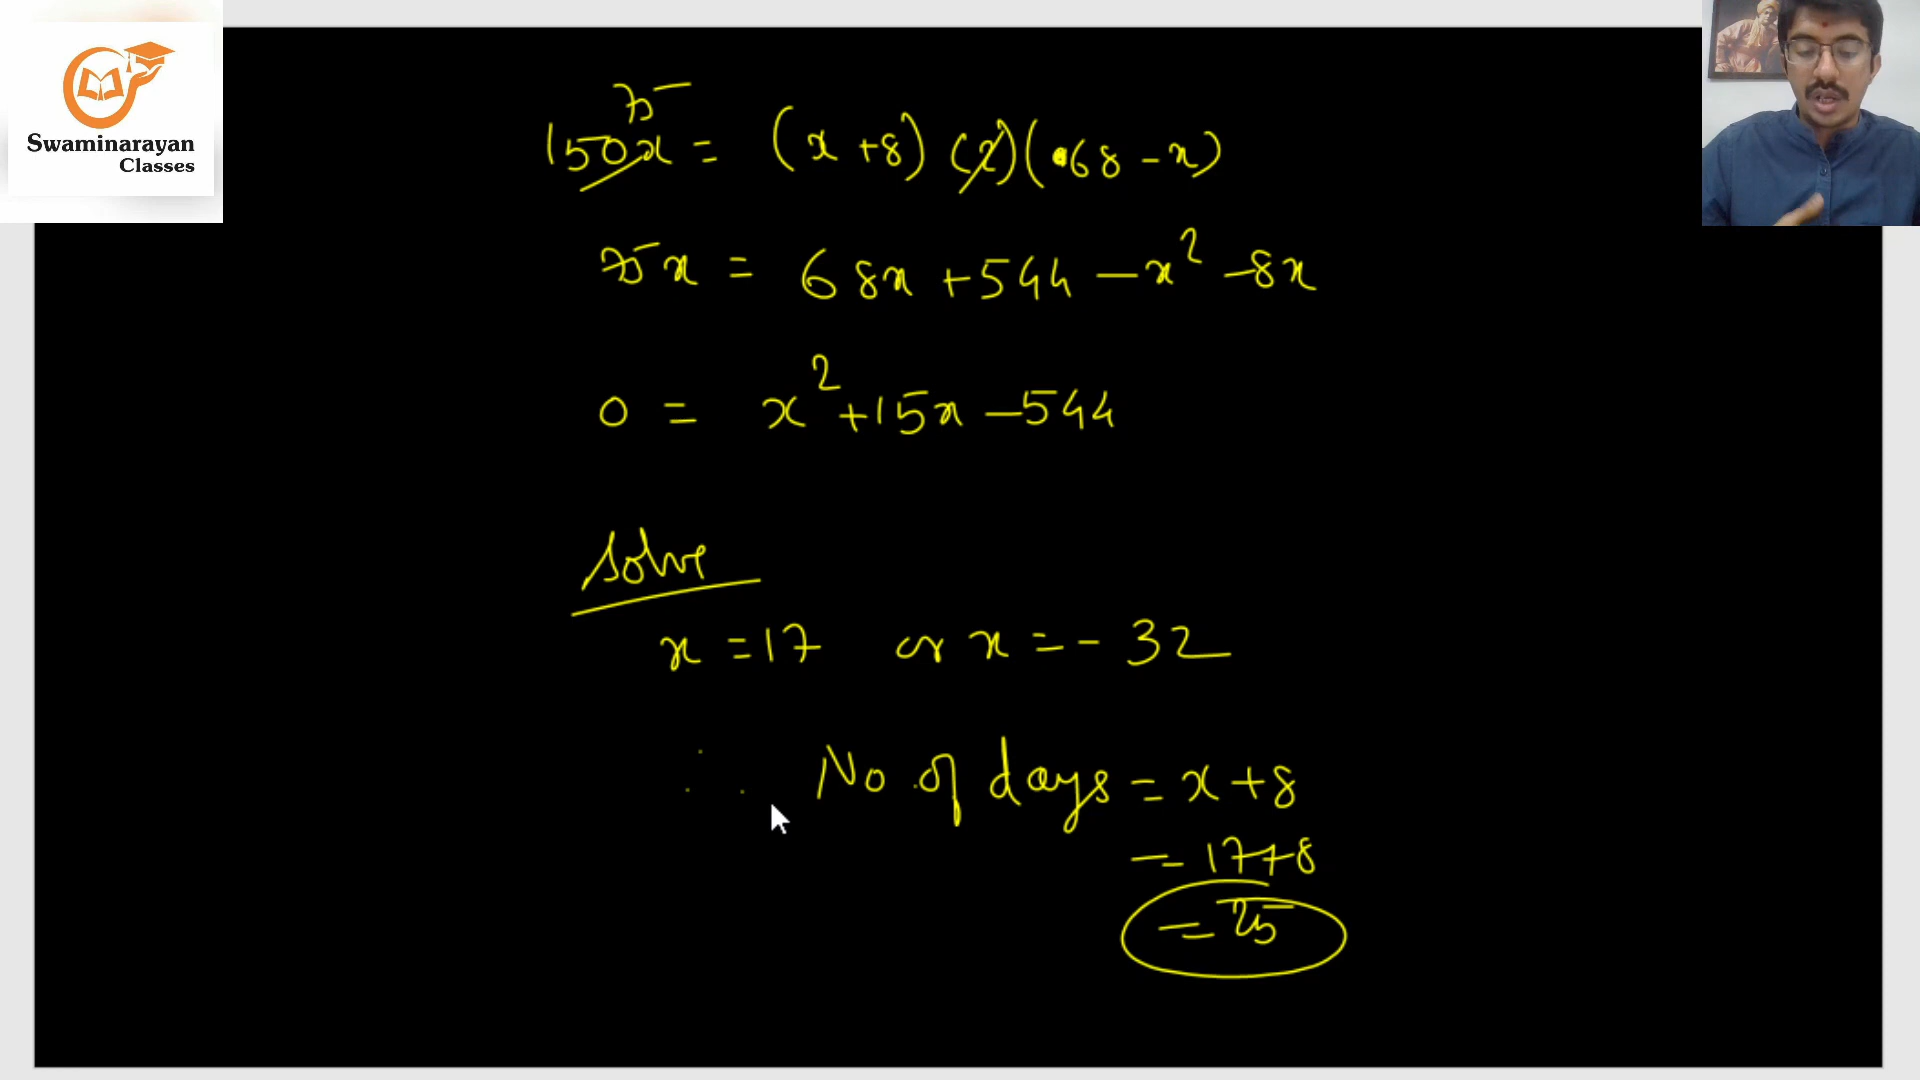 Swaminarayan
Classes
75
150x = (x+8) (2)(68-x)
75x = 68x+544-x²-8x
0 = x²+15x-544
Solve
x = 17 or x = -32
∴ No of days = x+8
= 17+8
= 25